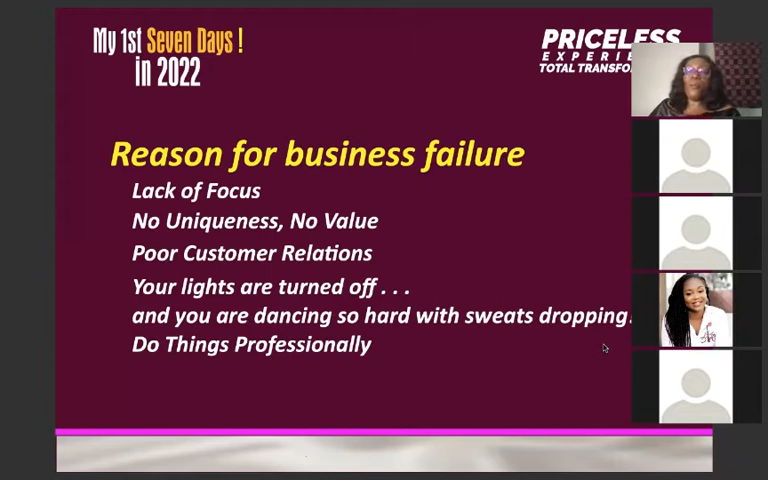 My 1st Seven Days !
in 2022
PRICELESS
Reason for business failure
Lack of Focus
No Uniqueness, No Value
Poor Customer Relations
Your lights are turned off . . .
and you are dancing so hard with sweats dropping!
Do Things Professionally
TOTAL